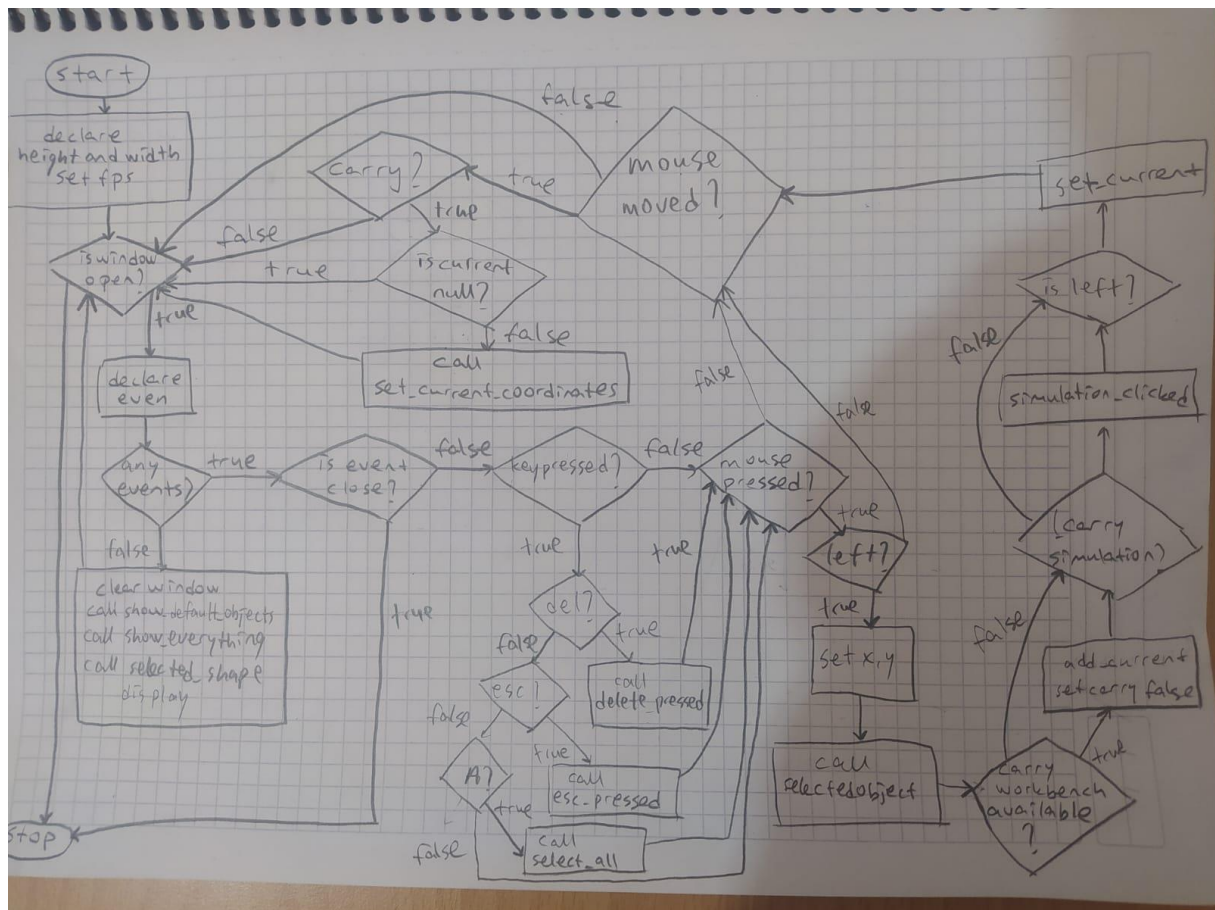 start
declare
height and width
set fps
is window
open?
true
declare
even
any
events?
true
false
clear window
call show_default_objects
call show_everything
call selected_shape
display
stop
is event
close?
false
true
keypressed?
false
true
del?
false
true
call
delete_pressed
true
esc?
false
true
call
esc_pressed
A?
true
false
call
select_all
mouse
pressed?
false
true
left?
false
true
set x,y
call
selectedobject
carry
workbench
available
?
true
false
add_current
set carry false
!carry
simulation?
false
simulation_clicked
is left?
set_current
mouse
moved?
false
true
carry?
false
true
is current
null?
true
false
call
set_current_coordinates